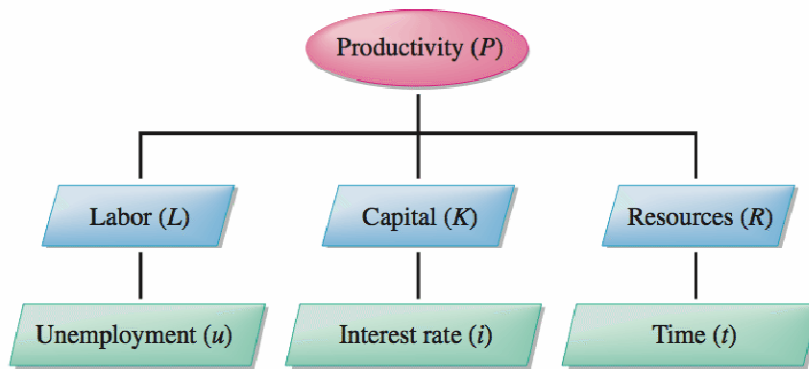 Productivity (P)
Labor (L)
Capital (K)
Resources (R)
Unemployment (u)
Interest rate (i)
Time (t)